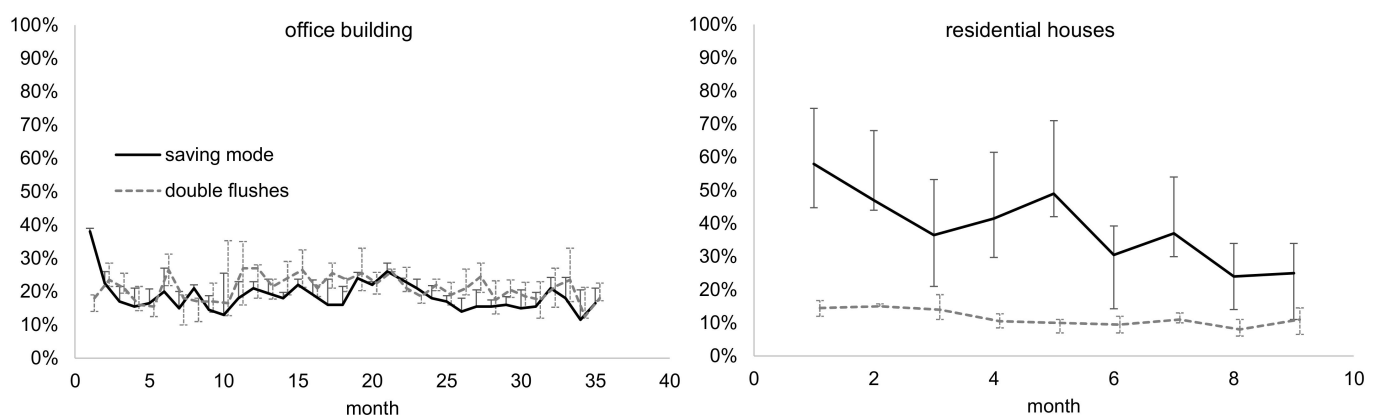 office building
100%
90%
80%
70%
60%
50%
40%
30%
20%
10%
0%
saving mode
double flushes
0 5 10 15 20 25 30 35 40
month
residential houses
100%
90%
80%
70%
60%
50%
40%
30%
20%
10%
0%
0 2 4 6 8 10
month